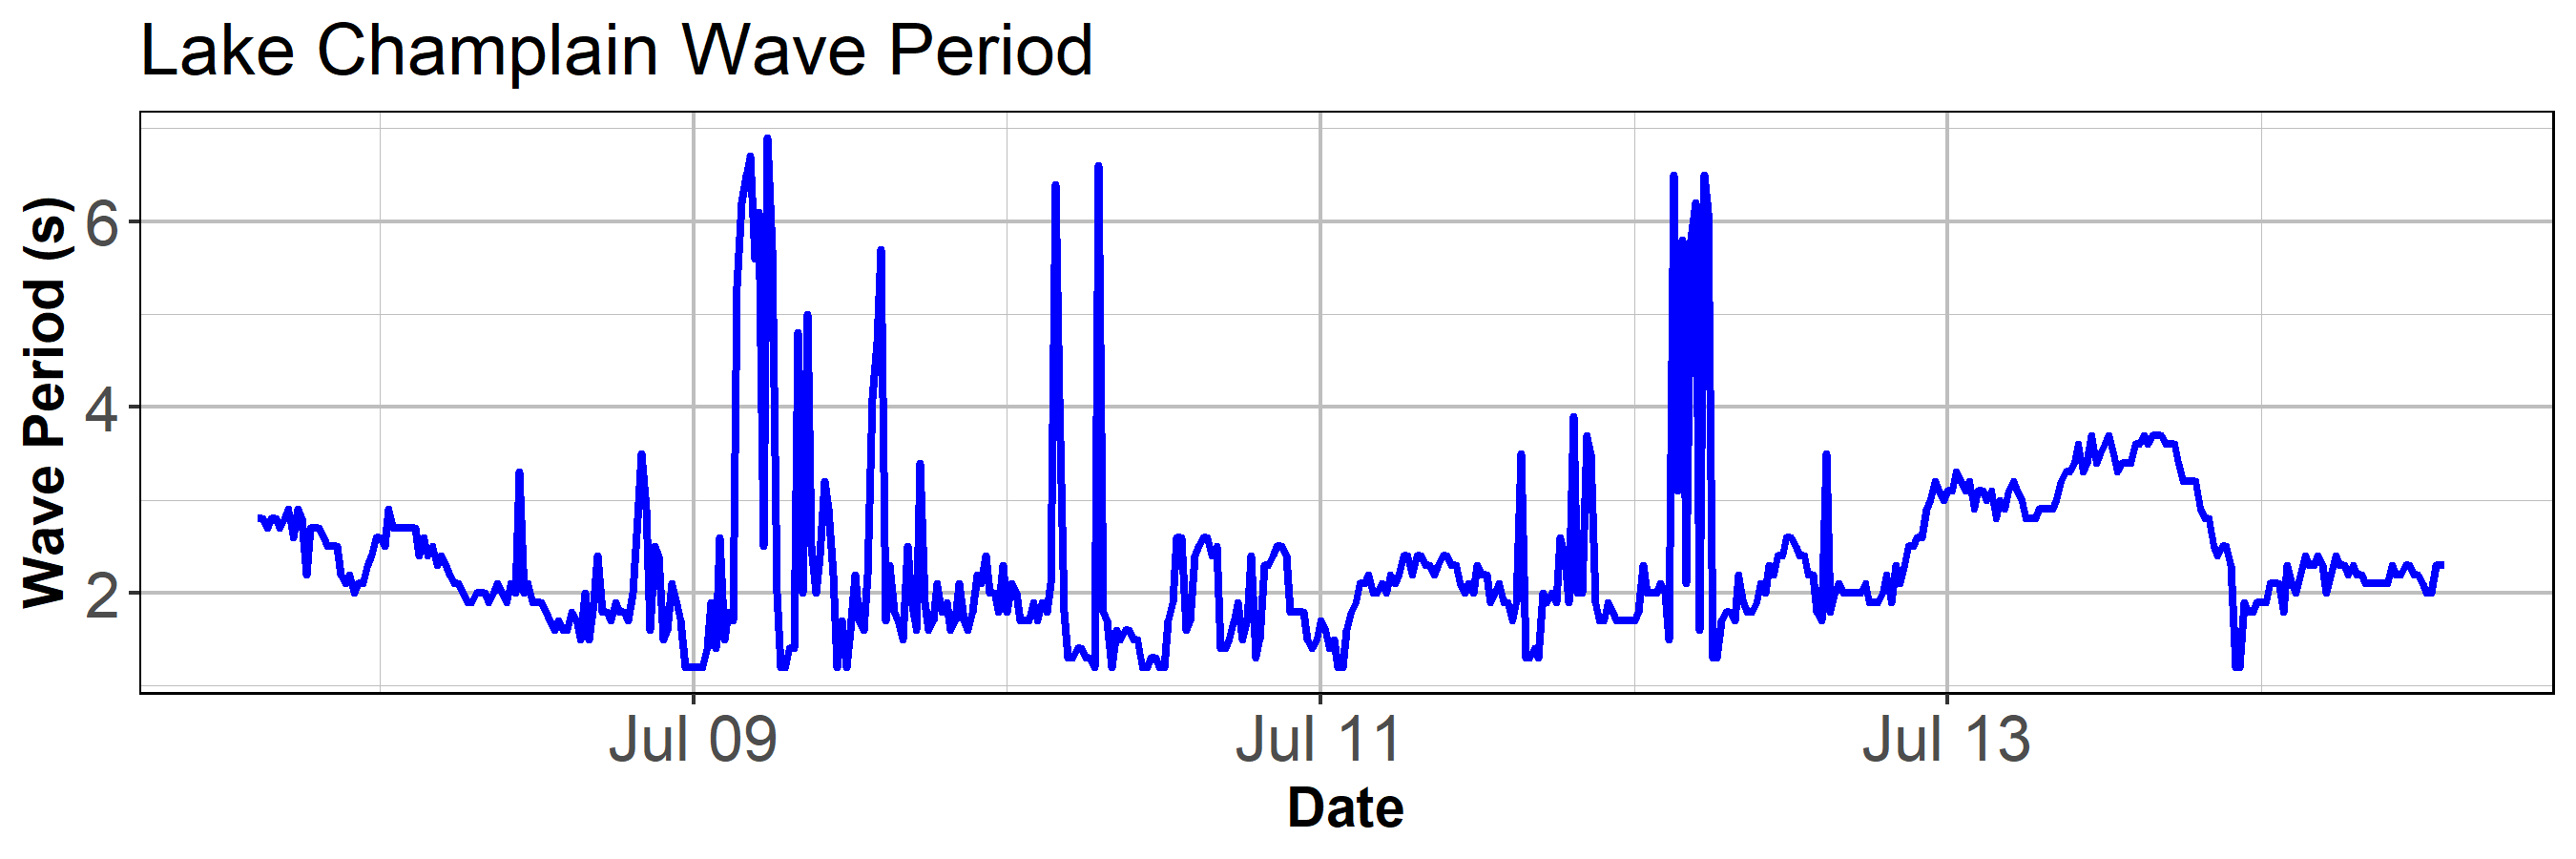 Lake Champlain Wave Period
Wave Period (s)
6
4
2
Jul 09
Jul 11
Jul 13
Date